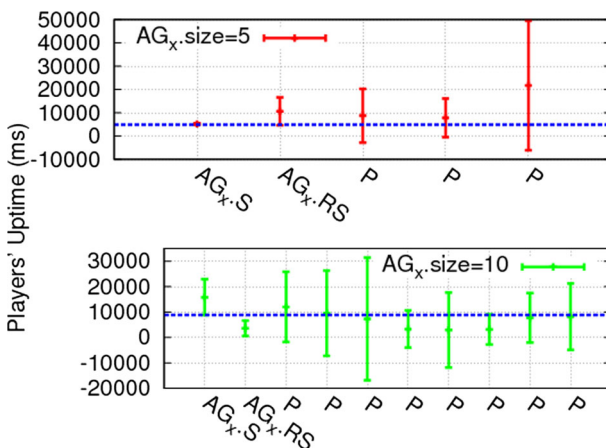 Players' Uptime (ms)
AGx.size=5
50000
40000
30000
20000
10000
0
-10000
AGx.S
AGx.RS
P
P
P
AGx.size=10
30000
20000
10000
0
-10000
-20000
AGx.S
AGx.RS
P
P
P
P
P
P
P
P